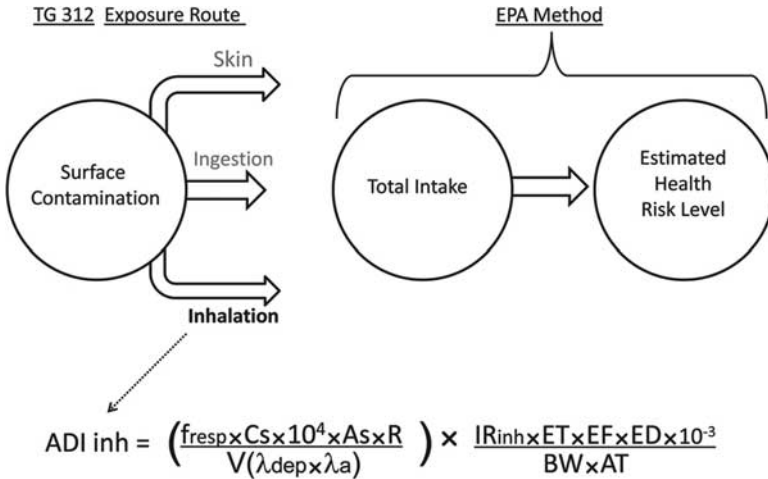 TG 312 Exposure Route
EPA Method
Skin
Ingestion
Inhalation
Surface
Contamination
Total Intake
Estimated
Health
Risk Level
ADI inh = (fresp×Cs×10⁴×As×R / V(λdep×λa)) × IRinh×ET×EF×ED×10⁻³ / BW×AT